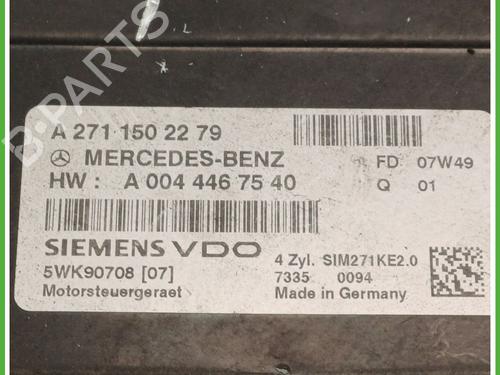 A 271 150 22 79
MERCEDES-BENZ
FD 07W49
HW : A 004 446 75 40
Q 01
SIEMENS VDO
5WK90708 [07]
4 Zyl. SIM271KE2.0
7335 0094
Motorsteuergeraet
Made in Germany
B-PARTS